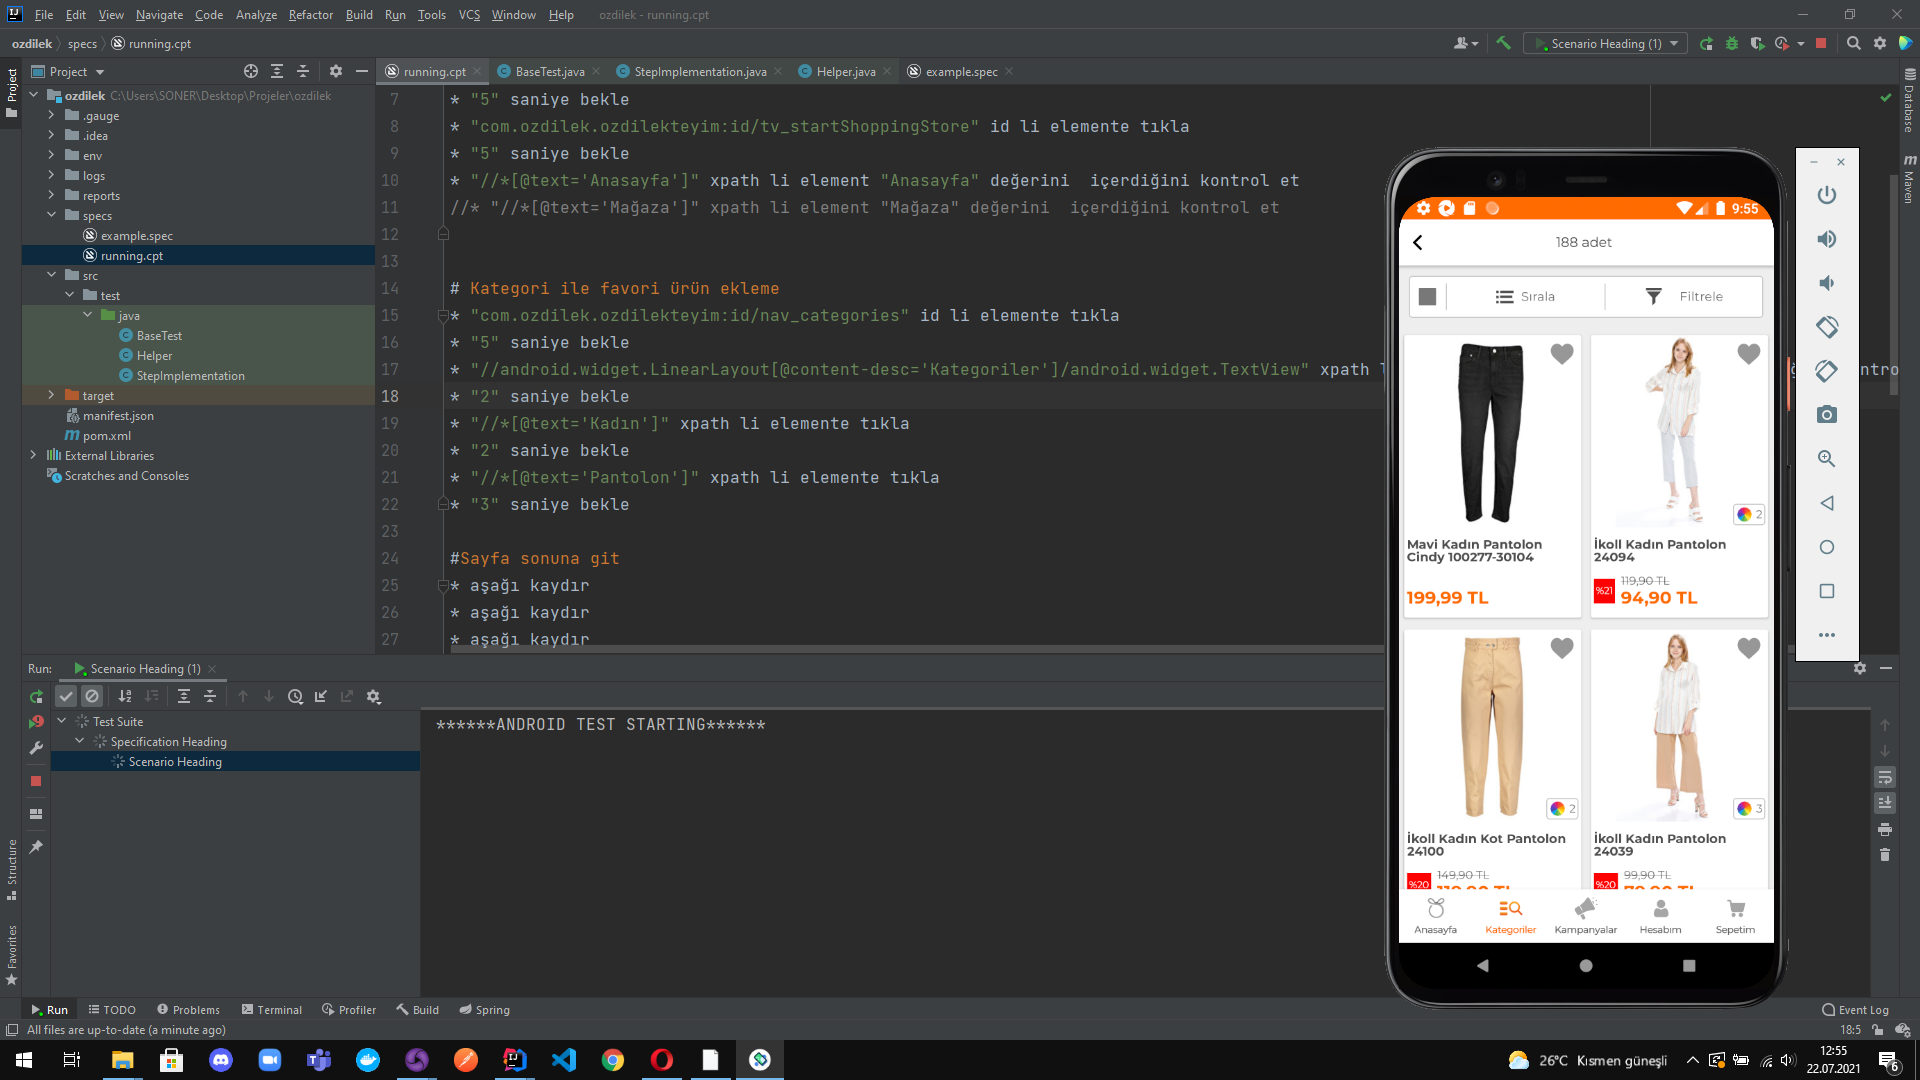 File Edit View Navigate Code Analyze Refactor Build Run Tools VCS Window Help ozdilek - running.cpt
ozdilek specs running.cpt
Scenario Heading (1)
Project
running.cpt BaseTest.java StepImplementation.java Helper.java example.spec
Project
ozdilek C:\Users\SONER\Desktop\Projeler\ozdilek
.gauge
.idea
env
logs
reports
specs
example.spec
running.cpt
src
test
java
BaseTest
Helper
StepImplementation
target
manifest.json
pom.xml
External Libraries
Scratches and Consoles
7 * "5" saniye bekle
8 * "com.ozdilek.ozdilekteyim:id/tv_startShoppingStore" id li elemente tıkla
9 * "5" saniye bekle
10 * "//*[@text='Anasayfa']" xpath li element "Anasayfa" değerini  içerdiğini kontrol et
11 //* "//*[@text='Mağaza']" xpath li element "Mağaza" değerini  içerdiğini kontrol et
12
13
14 # Kategori ile favori ürün ekleme
15 * "com.ozdilek.ozdilekteyim:id/nav_categories" id li elemente tıkla
16 * "5" saniye bekle
17 * "//android.widget.LinearLayout[@content-desc='Kategoriler']/android.widget.TextView" xpath
18 * "2" saniye bekle
19 * "//*[@text='Kadın']" xpath li elemente tıkla
20 * "2" saniye bekle
21 * "//*[@text='Pantolon']" xpath li elemente tıkla
22 * "3" saniye bekle
23
24 #Sayfa sonuna git
25 * aşağı kaydır
26 * aşağı kaydır
27 * aşağı kaydır
Database
Maven
9:55
188 adet
Sırala Filtrele
2
Mavi Kadın Pantolon
Cindy 100277-30104
199,99 TL
İkoll Kadın Pantolon
24094
%21 119,90 TL
94,90 TL
2
3
İkoll Kadın Kot Pantolon
24100
149,90 TL
%20
İkoll Kadın Pantolon
24039
99,90 TL
%20
Anasayfa Kategoriler Kampanyalar Hesabım Sepetim
Run: Scenario Heading (1)
Test Suite
Specification Heading
Scenario Heading
******ANDROID TEST STARTING******
Structure
Favorites
Run TODO Problems Terminal Profiler Build Spring Event Log
All files are up-to-date (a minute ago) 18:5
26°C Kısmen güneşli
12:55
22.07.2021
6